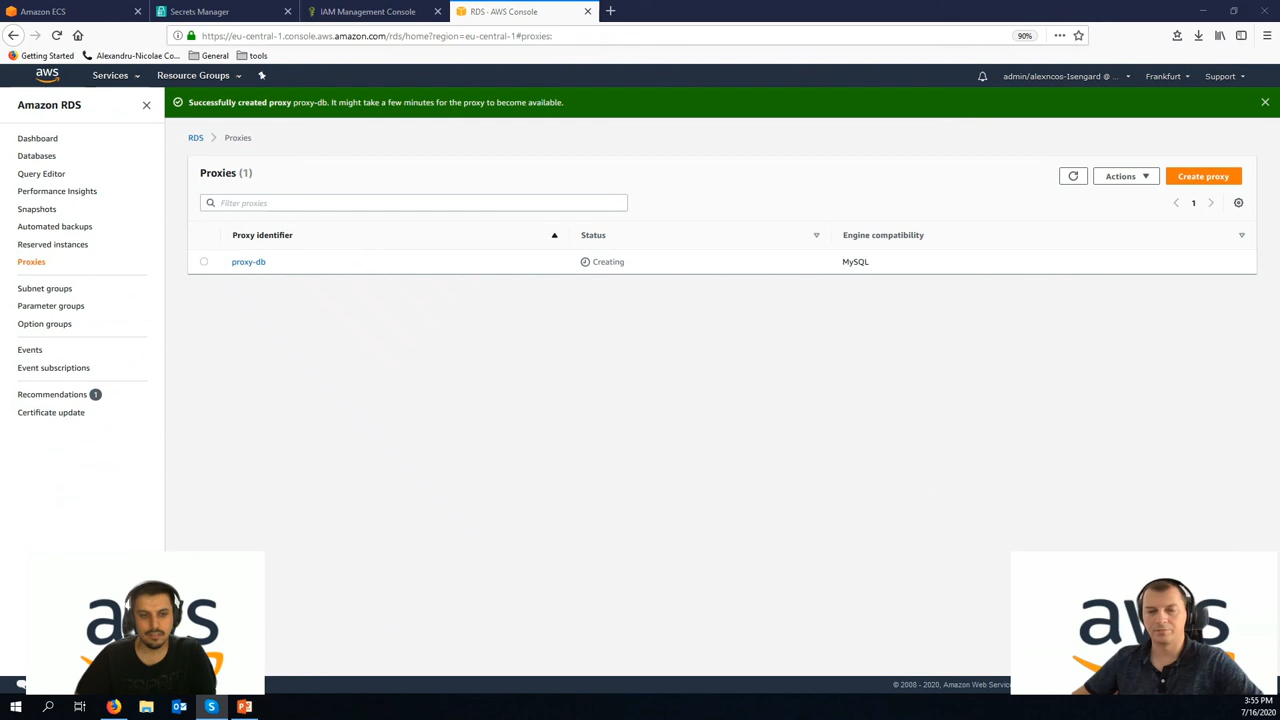 Amazon ECS
Secrets Manager
IAM Management Console
RDS · AWS Console
https://eu-central-1.console.aws.amazon.com/rds/home?region=eu-central-1#proxies:
90%
Getting Started
Alexandru-Nicolae Co...
General
tools
aws
Services
Resource Groups
admin/alexncos-Isengard @ ...
Frankfurt
Support
Amazon RDS
Successfully created proxy proxy-db. It might take a few minutes for the proxy to become available.
Dashboard
Databases
Query Editor
Performance Insights
Snapshots
Automated backups
Reserved instances
Proxies
Subnet groups
Parameter groups
Option groups
Events
Event subscriptions
Recommendations 1
Certificate update
RDS
Proxies
Proxies (1)
Actions
Create proxy
Filter proxies
1
Proxy identifier
Status
Engine compatibility
proxy-db
Creating
MySQL
aws
aws
© 2008 - 2020, Amazon Web Servic
3:55 PM
7/16/2020